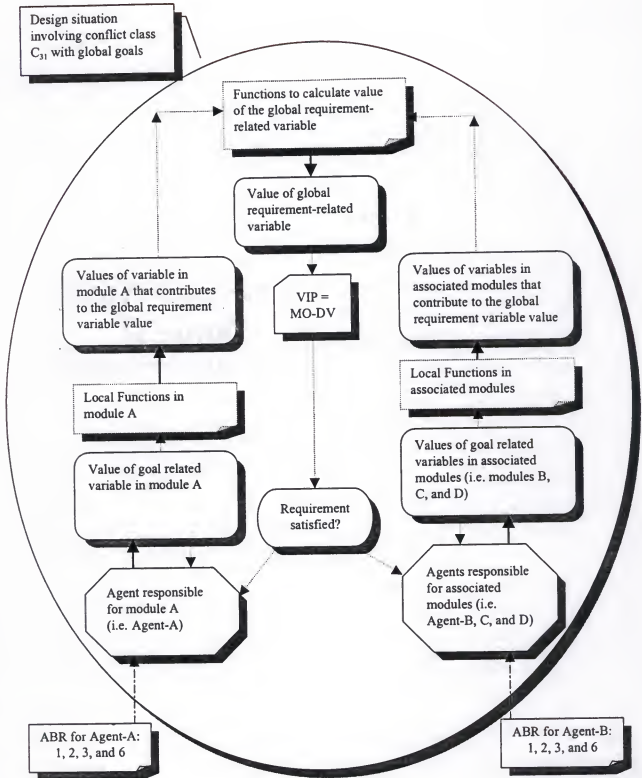 Design situation
involving conflict class
C₃₁ with global goals
Functions to calculate value
of the global requirement-
related variable
Value of global
requirement-related
variable
Values of variable in
module A that contributes
to the global requirement
variable value
VIP =
MO-DV
Values of variables in
associated modules that
contribute to the global
requirement variable value
Local Functions in
module A
Local Functions in
associated modules
Value of goal related
variable in module A
Values of goal related
variables in associated
modules (i.e. modules B,
C, and D)
Requirement
satisfied?
Agent responsible
for module A
(i.e. Agent-A)
Agents responsible
for associated
modules (i.e.
Agent-B, C, and D)
ABR for Agent-A:
1, 2, 3, and 6
ABR for Agent-B:
1, 2, 3, and 6